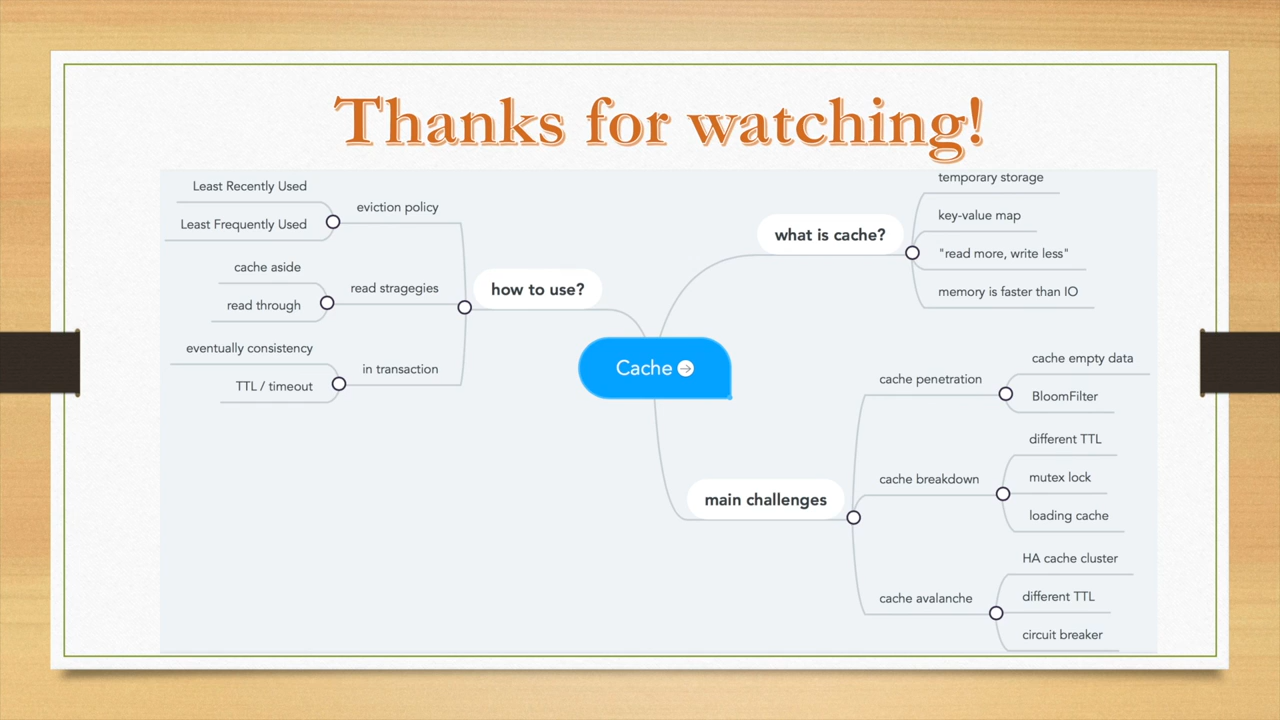 Thanks for watching!
Least Recently Used
Least Frequently Used
eviction policy
cache aside
read through
read stragegies
eventually consistency
TTL / timeout
in transaction
how to use?
Cache
what is cache?
temporary storage
key-value map
"read more, write less"
memory is faster than IO
main challenges
cache penetration
cache empty data
BloomFilter
cache breakdown
different TTL
mutex lock
loading cache
cache avalanche
HA cache cluster
different TTL
circuit breaker